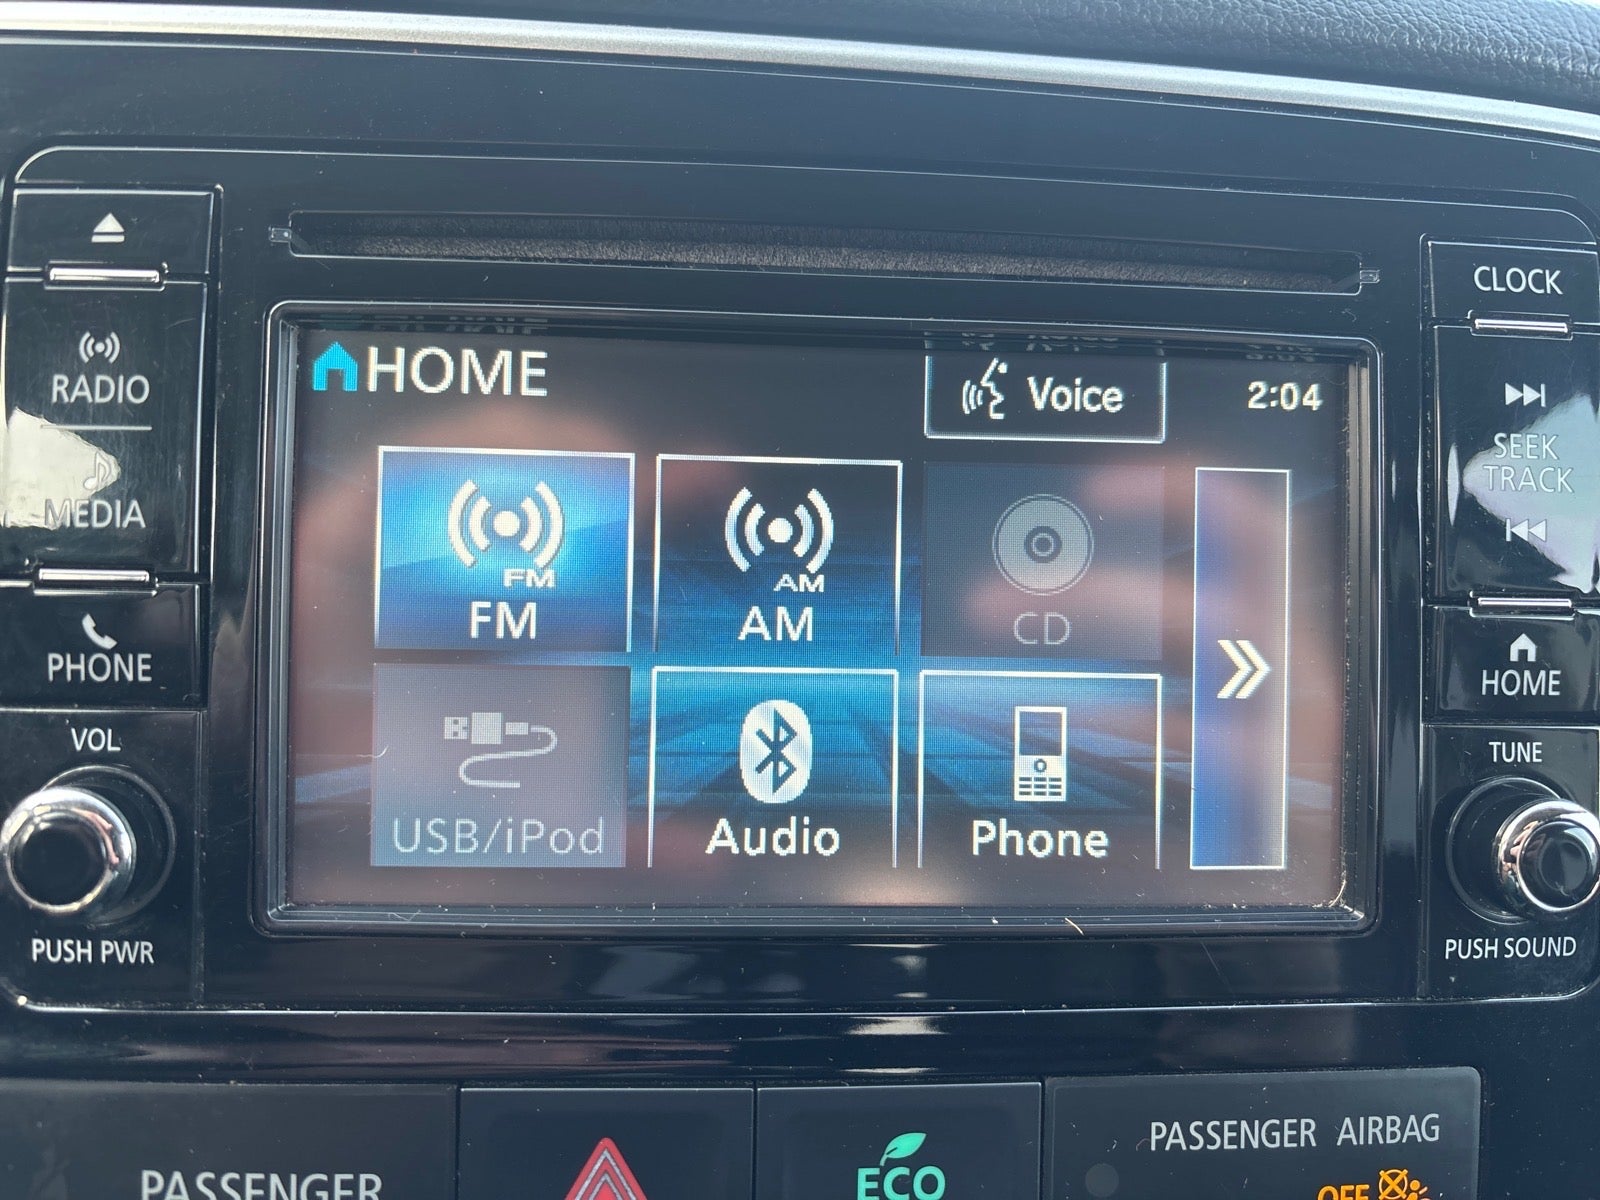 CLOCK
RADIO
MEDIA
PHONE
VOL
PUSH PWR
HOME
Voice
2:04
FM
FM
AM
AM
CD
USB/iPod
Audio
Phone
SEEK
TRACK
HOME
TUNE
PUSH SOUND
PASSENGER
ECO
PASSENGER AIRBAG
OFF